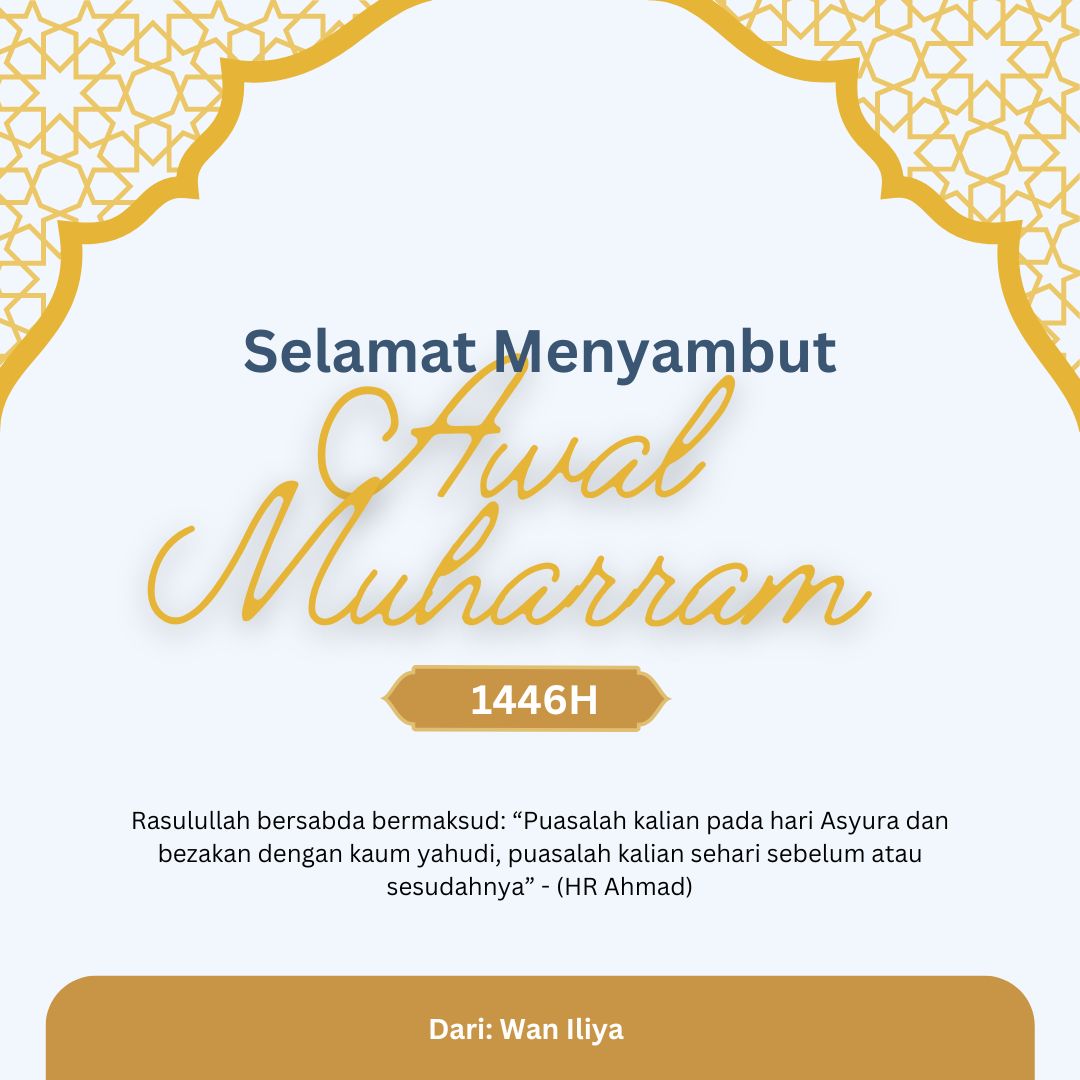 Selamat Menyambut
Awal
Muharram
1446H
Rasulullah bersabda bermaksud: “Puasalah kalian pada hari Asyura dan
bezakan dengan kaum yahudi, puasalah kalian sehari sebelum atau
sesudahnya” - (HR Ahmad)
Dari: Wan Iliya